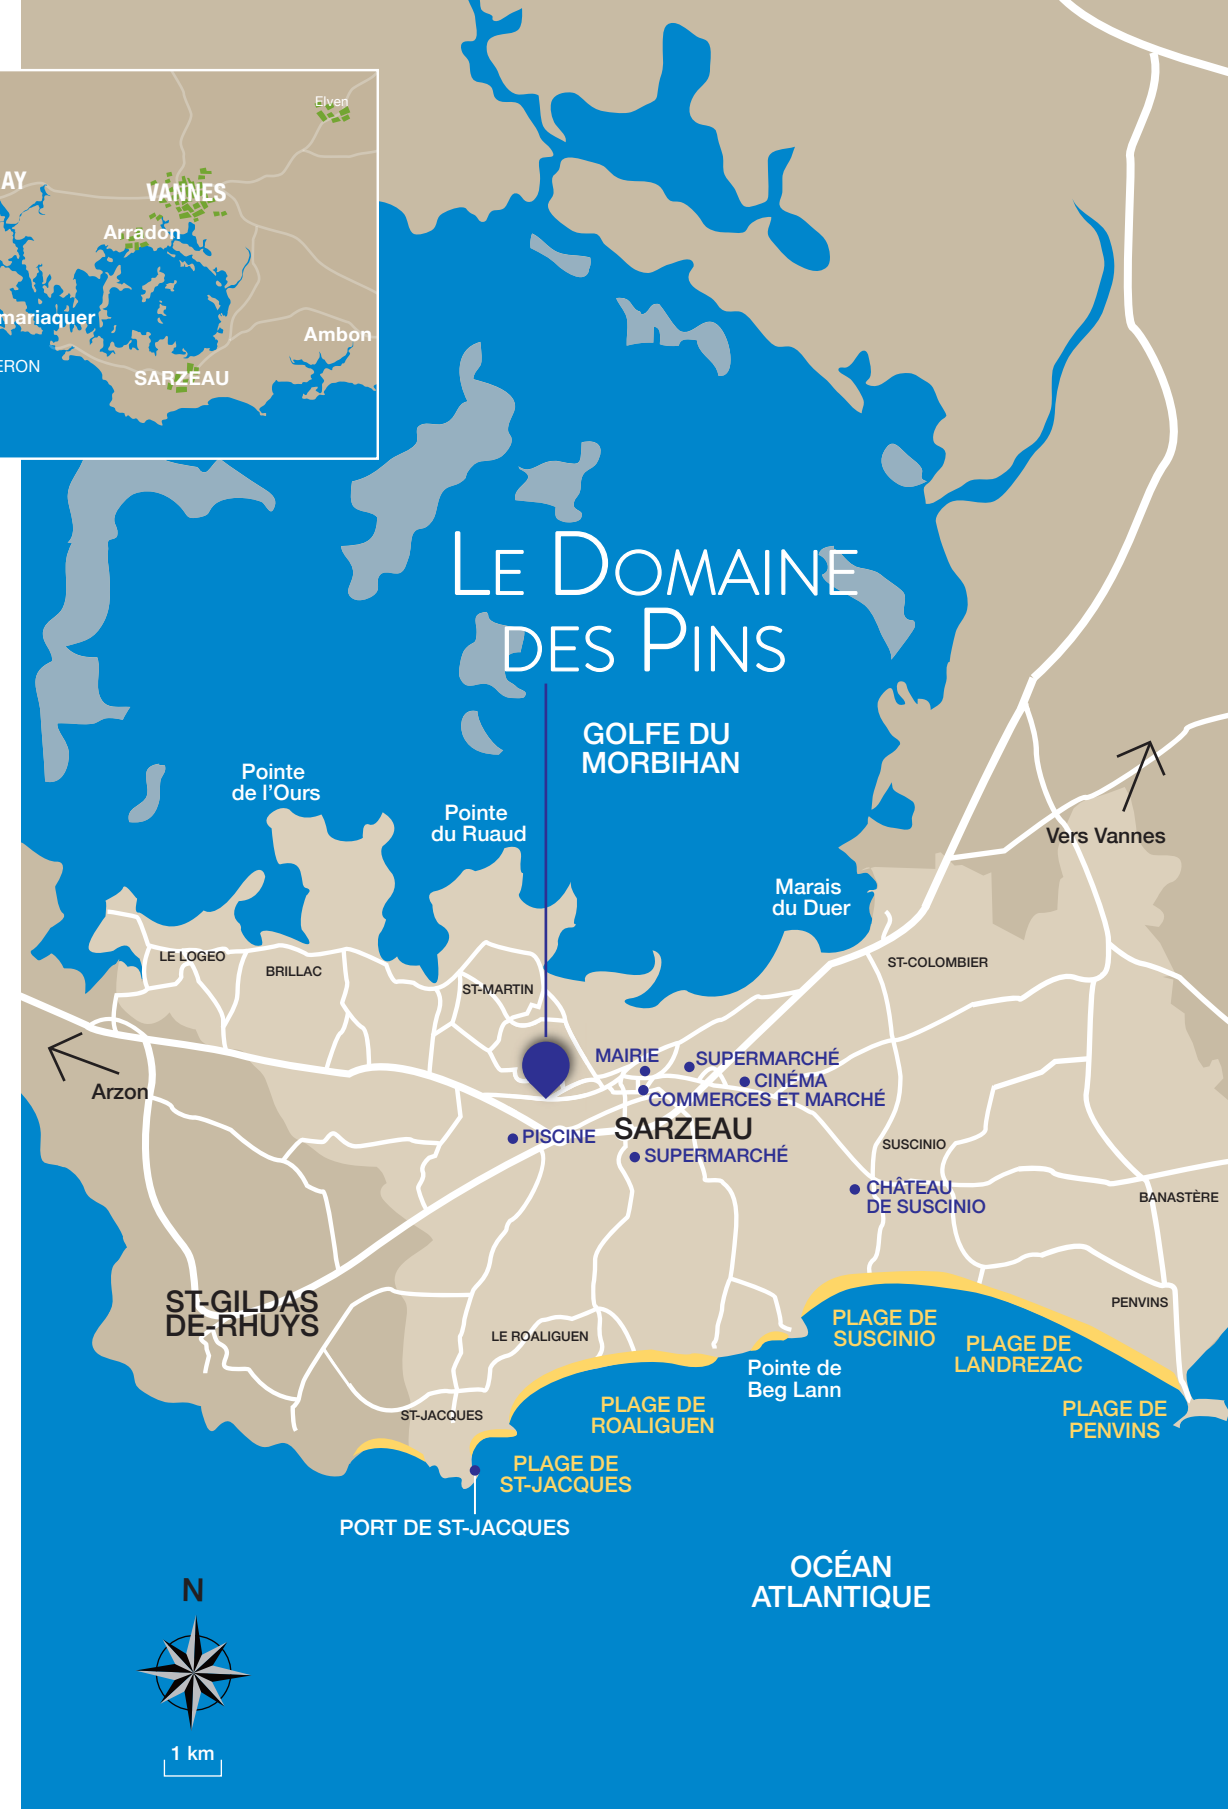 Elven
AY
VANNES
Arradon
mariaquer
Ambon
ERON
SARZEAU
LE DOMAINE
DES PINS
GOLFE DU
MORBIHAN
Pointe
de l'Ours
Pointe
du Ruaud
Vers Vannes
Marais
du Duer
LE LOGEO
BRILLAC
ST-MARTIN
ST-COLOMBIER
Arzon
MAIRIE
SUPERMARCHÉ
CINÉMA
COMMERCES ET MARCHÉ
SARZEAU
PISCINE
SUPERMARCHÉ
SUSCINIO
CHÂTEAU
DE SUSCINIO
BANASTÈRE
ST-GILDAS
DE-RHUYS
PENVINS
LE ROALIGUEN
PLAGE DE
SUSCINIO
PLAGE DE
LANDREZAC
Pointe de
Beg Lann
PLAGE DE
ROALIGUEN
PLAGE DE
PENVINS
ST-JACQUES
PLAGE DE
ST-JACQUES
PORT DE ST-JACQUES
OCÉAN
ATLANTIQUE
N
1 km